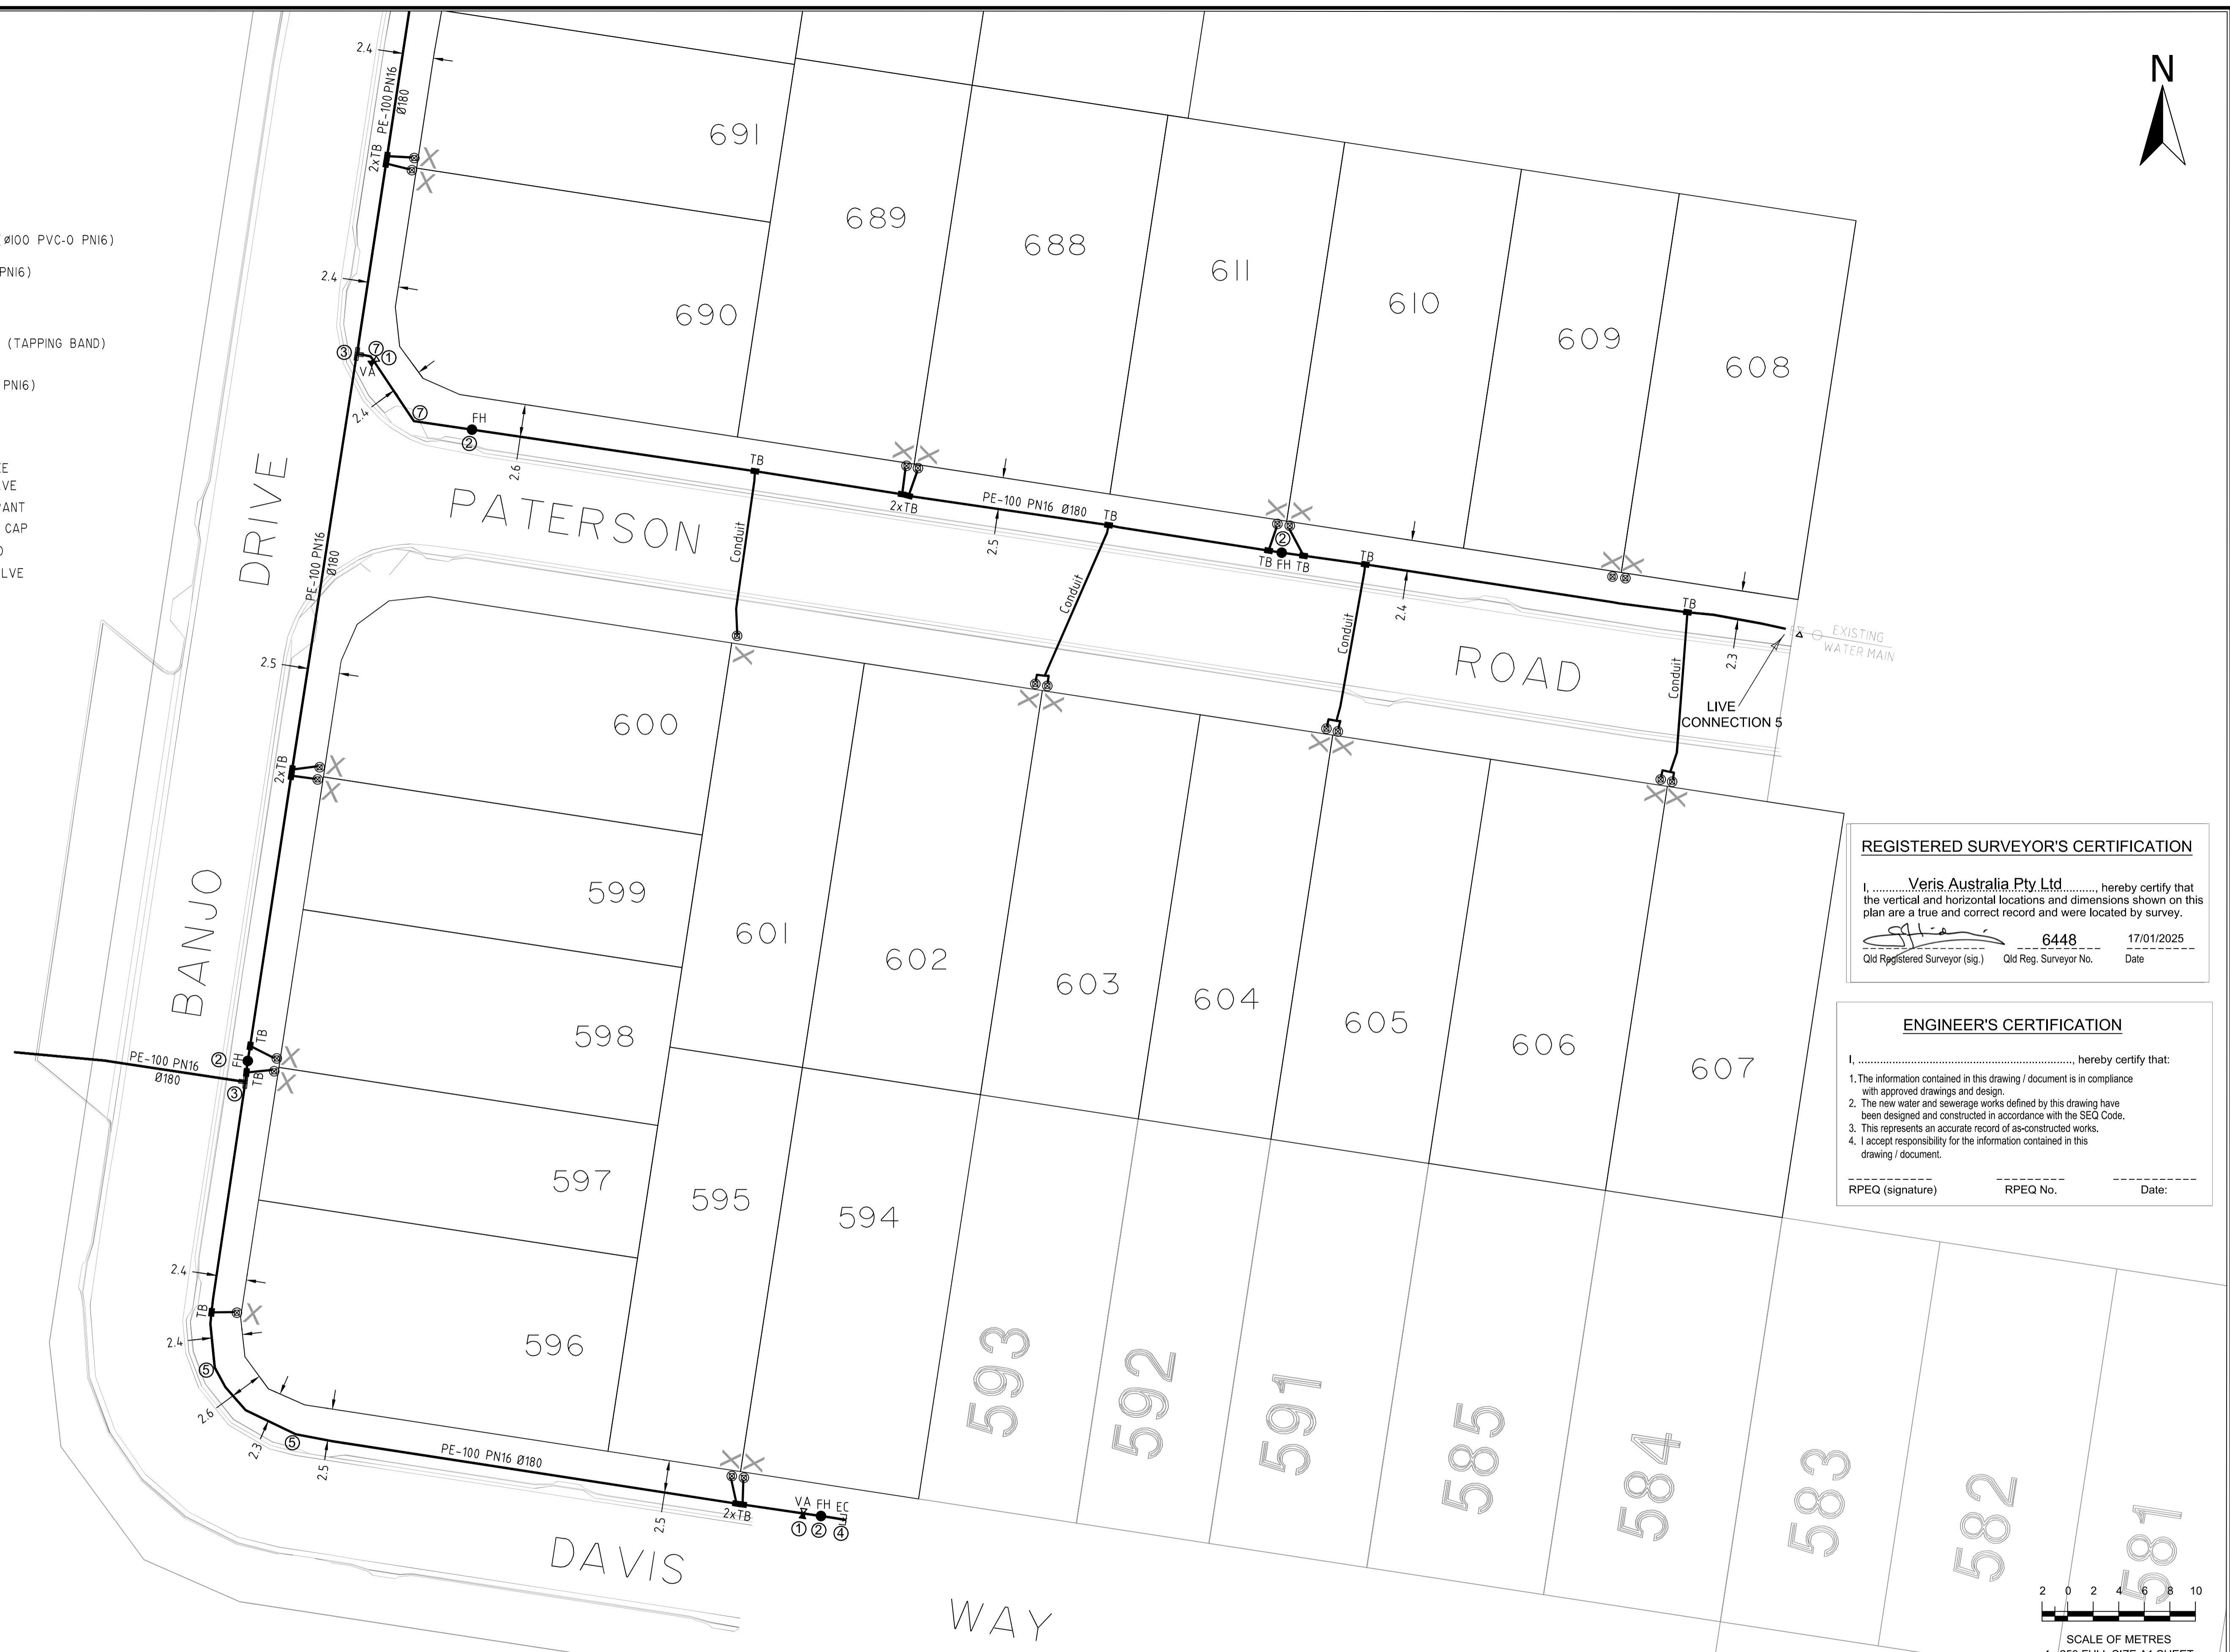 N
2.4
PE-100 PN16
Ø180
691
2xTB
689
688
611
610
609
608
ø100 PVC-O PN16)
PN16)
2.4
690
(TAPPING BAND)
3
7
1
VA
PN16)
2.4
7
FH
2
2.6
TB
2xTB
PE-100 PN16 Ø180
TB
2
TB FH TB
TB
TB
VE
CAP
LVE
DRIVE
PATERSON
Conduit
2.5
Conduit
Conduit
2.4
Conduit
2.3
EXISTING
WATER MAIN
ROAD
LIVE
CONNECTION 5
PE-100 PN16
Ø180
2.5
600
2xTB
599
601
602
603
604
605
606
607
BANJO
598
TB
2
FH
TB
PE-100 PN16
Ø180
3
597
595
594
2.4
TB
2.4
596
5
2.6
2.3
5
2.5
PE-100 PN16 Ø180
2.5
2xTB
VA FH EC
1 2 4
593
592
591
585
584
583
582
581
DAVIS
WAY
REGISTERED SURVEYOR'S CERTIFICATION
I, ............Veris Australia Pty Ltd.........., hereby certify that
the vertical and horizontal locations and dimensions shown on this
plan are a true and correct record and were located by survey.
6448
17/01/2025
Qld Registered Surveyor (sig.)
Qld Reg. Surveyor No.
Date
ENGINEER'S CERTIFICATION
I, ...................................................................., hereby certify that:
1. The information contained in this drawing / document is in compliance
with approved drawings and design.
2. The new water and sewerage works defined by this drawing have
been designed and constructed in accordance with the SEQ Code.
3. This represents an accurate record of as-constructed works.
4. I accept responsibility for the information contained in this
drawing / document.
RPEQ (signature)
RPEQ No.
Date:
2 0 2 4 6 8 10
SCALE OF METRES